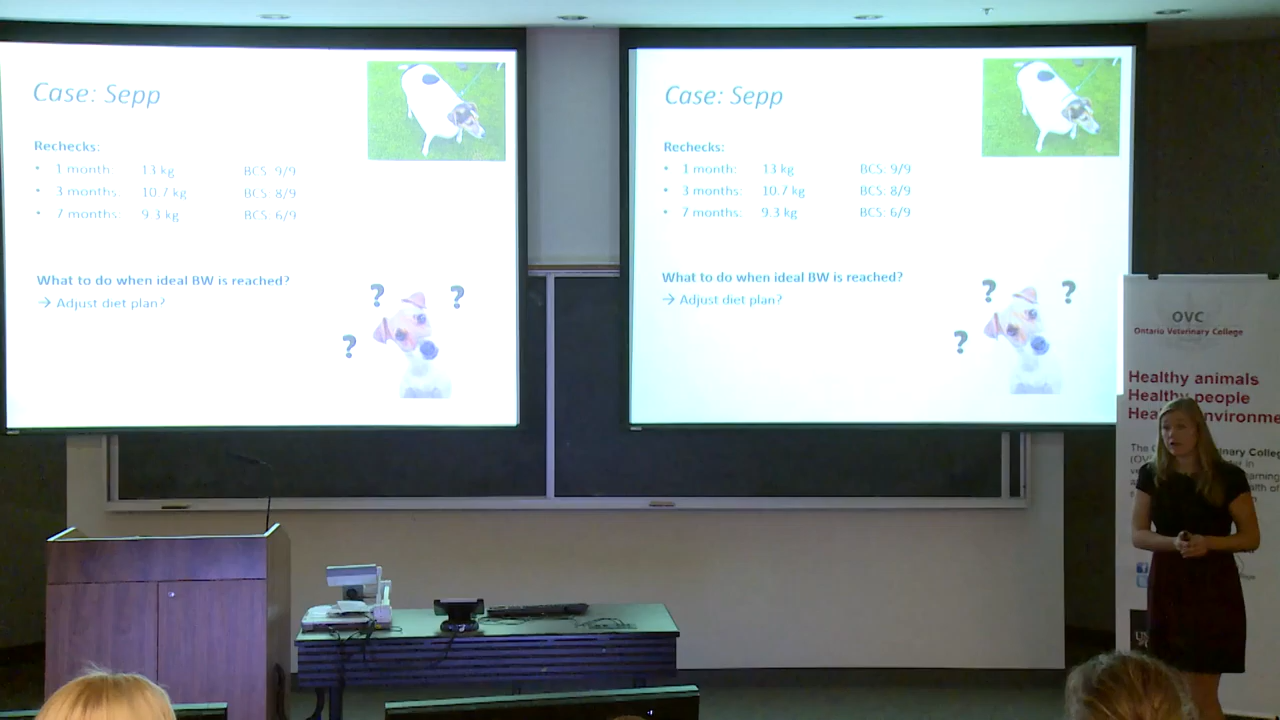 Case: Sepp
Rechecks:
• 1 month: 13 kg BCS: 9/9
• 3 months: 10.7 kg BCS: 8/9
• 7 months: 9.3 kg BCS: 6/9
What to do when ideal BW is reached?
→ Adjust diet plan?
? ?
?
Case: Sepp
Rechecks:
• 1 month: 13 kg BCS: 9/9
• 3 months: 10.7 kg BCS: 8/9
• 7 months: 9.3 kg BCS: 6/9
What to do when ideal BW is reached?
→ Adjust diet plan?
? ?
?
OVC
Ontario Veterinary College
Healthy animals
Healthy people
The